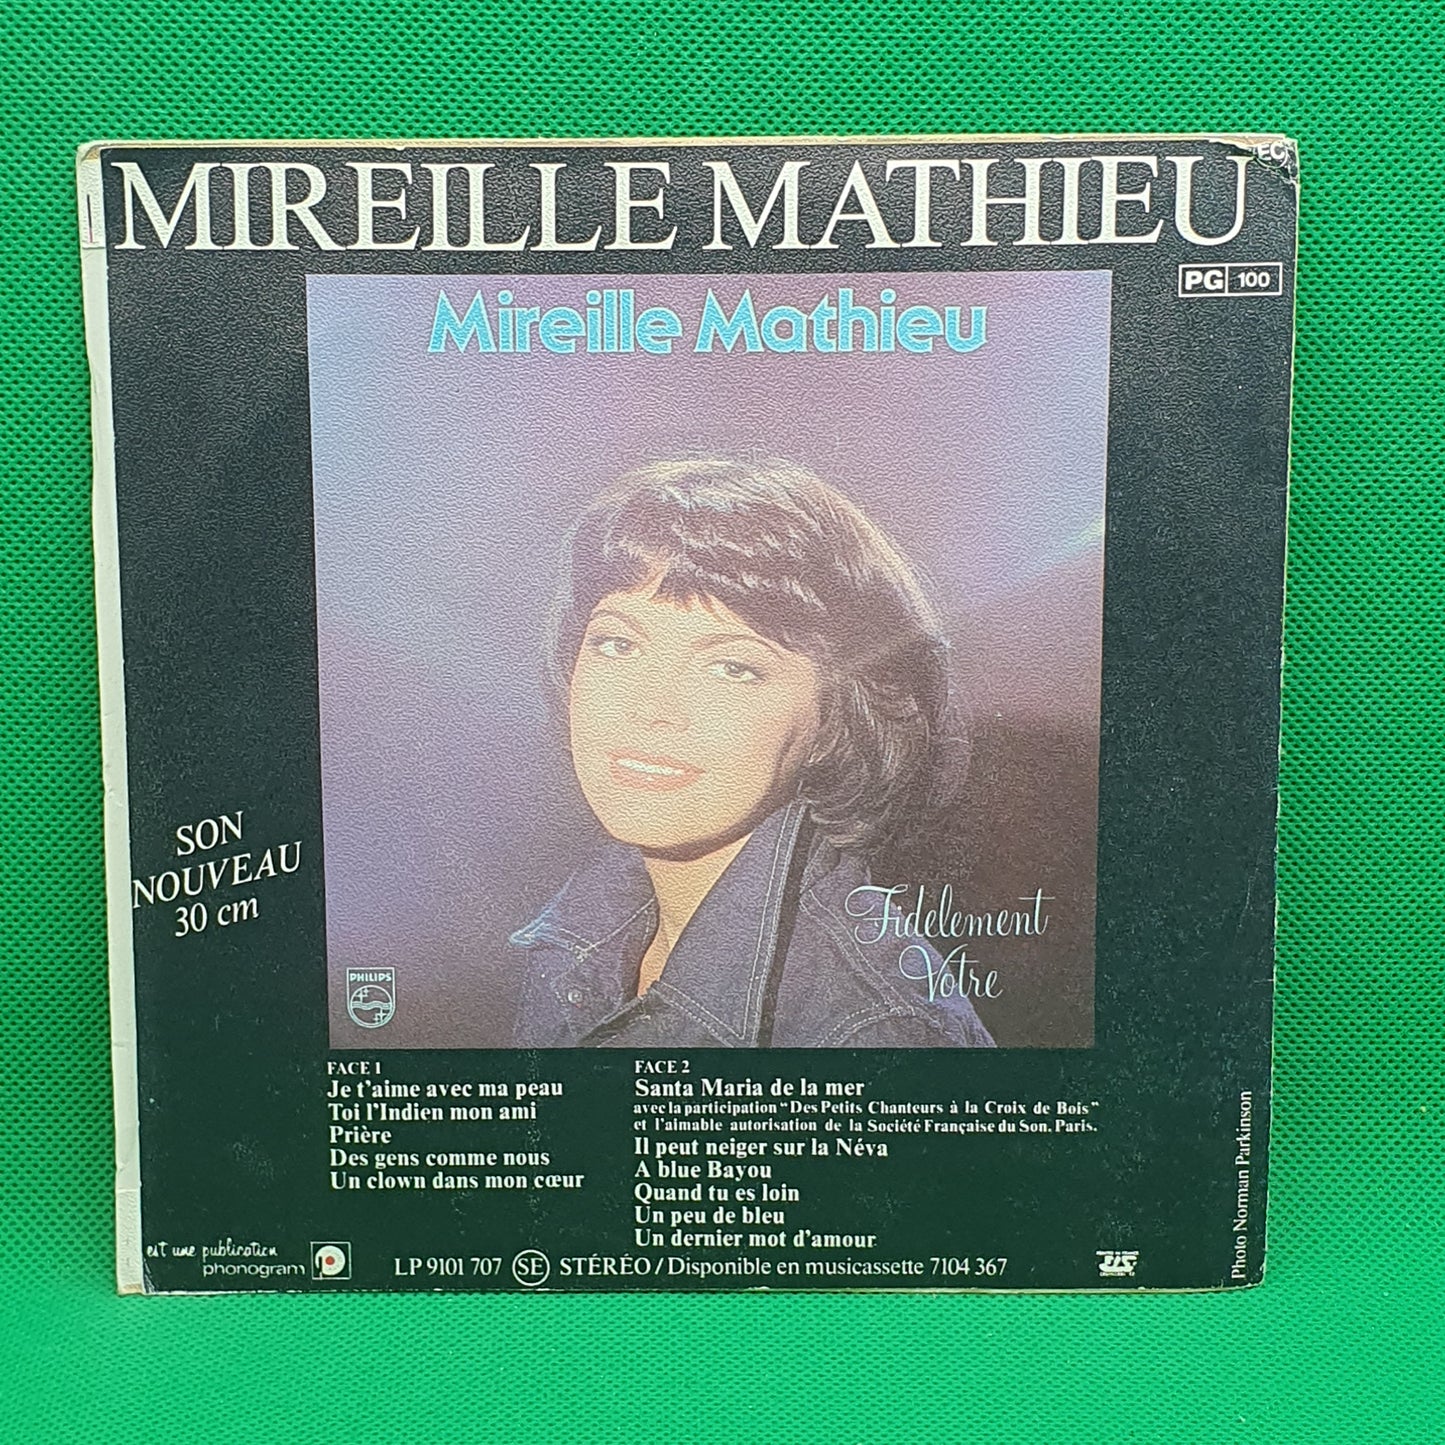 MIREILLE MATHIEU
EC
PG 100
Mireille Mathieu
SON
NOUVEAU
30 cm
Fidèlement
Vôtre
PHILIPS
FACE 1
Je t'aime avec ma peau
Toi l'Indien mon ami
Prière
Des gens comme nous
Un clown dans mon cœur
FACE 2
Santa Maria de la mer
avec la participation "Des Petits Chanteurs à la Croix de Bois"
et l'aimable autorisation de la Société Française du Son. Paris.
Il peut neiger sur la Néva
A blue Bayou
Quand tu es loin
Un peu de bleu
Un dernier mot d'amour
est une publication
phonogram
LP 9101 707 SE STÉRÉO / Disponible en musicassette 7104 367
Photo Norman Parkinson